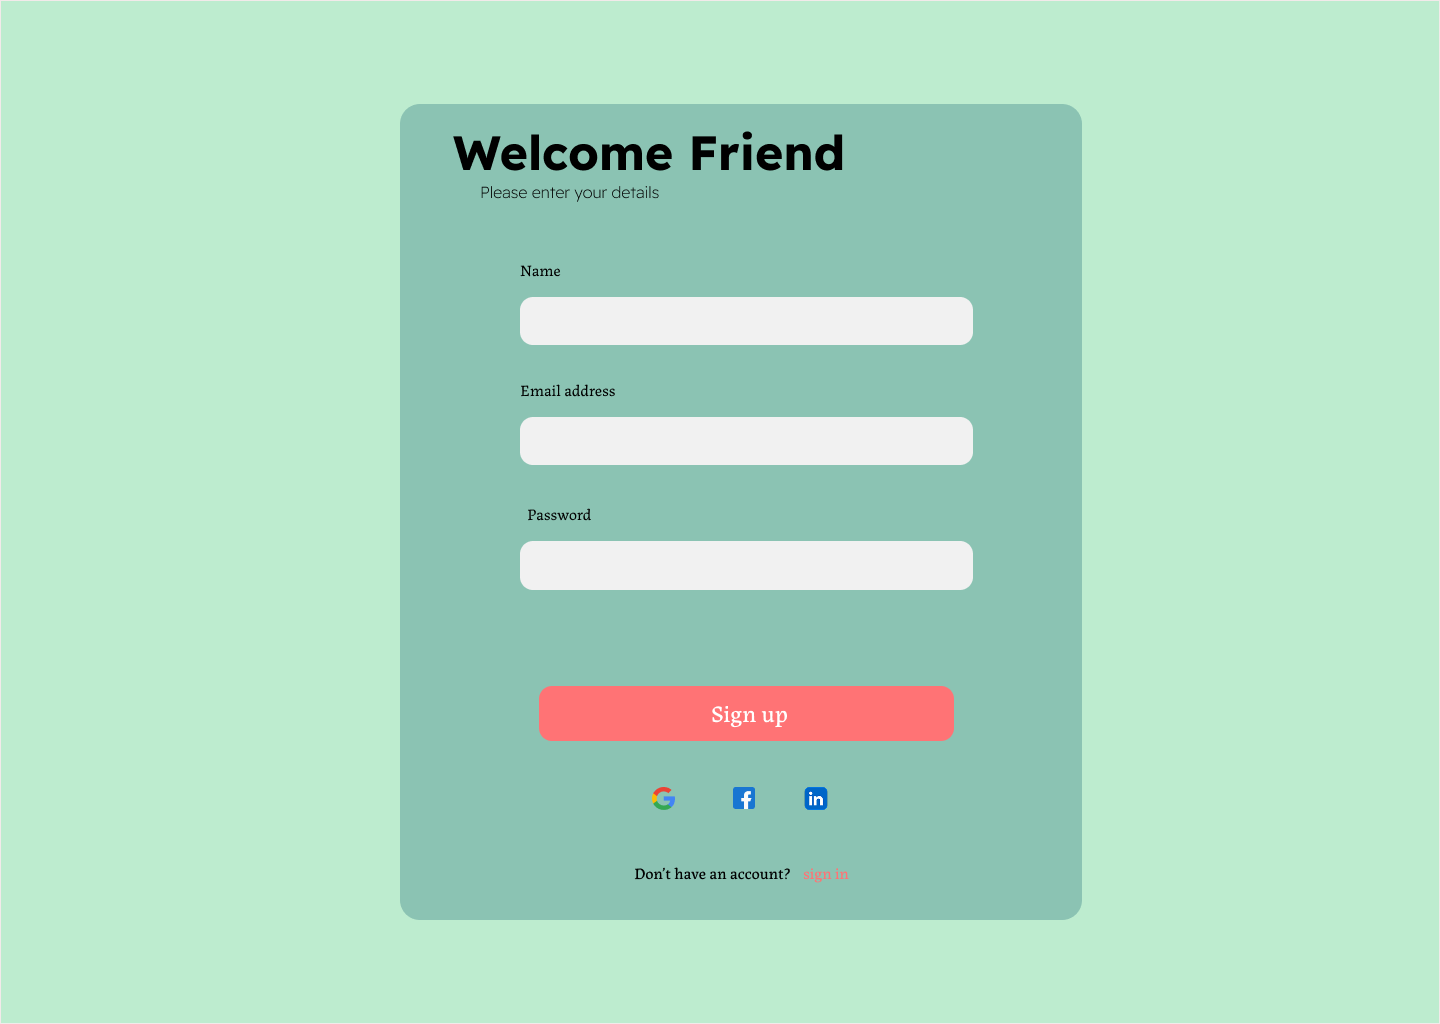 Welcome Friend
Please enter your details
Name
Email address
Password
Sign up
Don't have an account? sign in